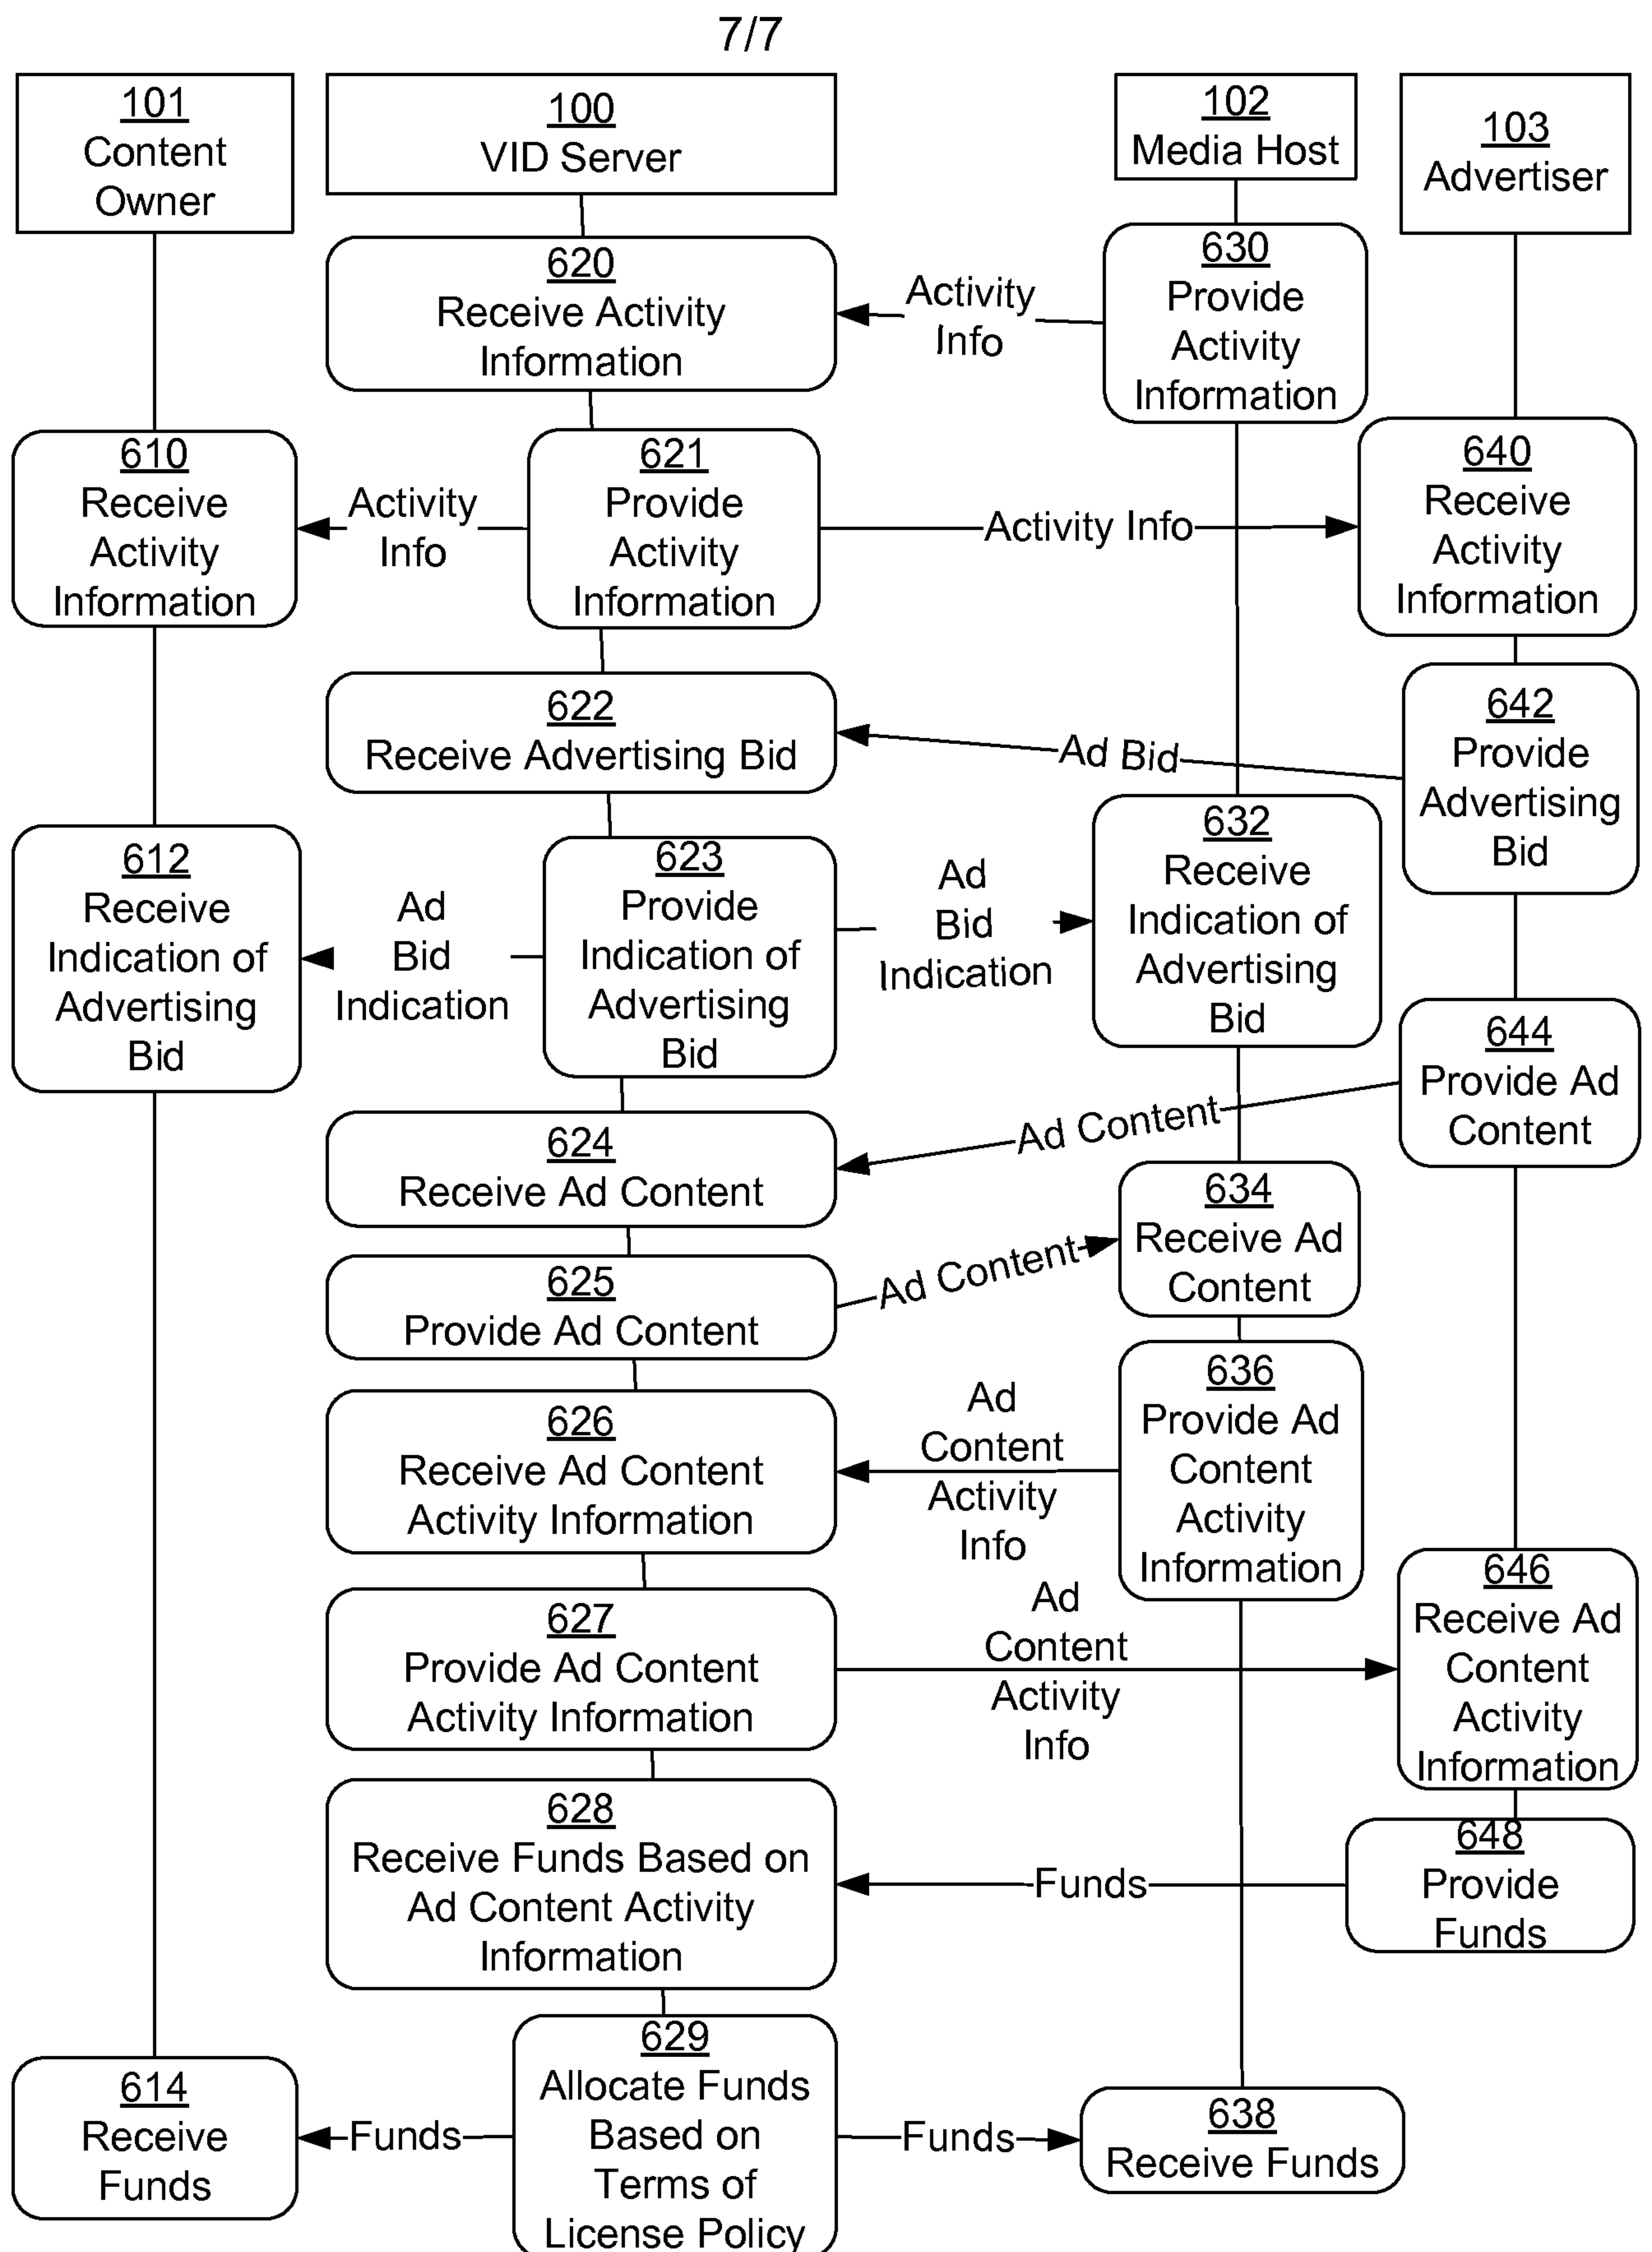 7/7
101
Content
Owner
100
VID Server
102
Media Host
103
Advertiser
620
Receive Activity
Information
Activity
Info
630
Provide
Activity
Information
610
Receive
Activity
Information
Activity
Info
621
Provide
Activity
Information
Activity Info
640
Receive
Activity
Information
622
Receive Advertising Bid
Ad Bid
642
Provide
Advertising
Bid
612
Receive
Indication of
Advertising
Bid
Ad
Bid
Indication
623
Provide
Indication of
Advertising
Bid
Ad
Bid
Indication
632
Receive
Indication of
Advertising
Bid
644
Provide Ad
Content
624
Receive Ad Content
Ad Content
634
Receive Ad
Content
625
Provide Ad Content
Ad Content
626
Receive Ad Content
Activity Information
Ad
Content
Activity
Info
636
Provide Ad
Content
Activity
Information
627
Provide Ad Content
Activity Information
Ad
Content
Activity
Info
646
Receive Ad
Content
Activity
Information
628
Receive Funds Based on
Ad Content Activity
Information
Funds
648
Provide
Funds
614
Receive
Funds
Funds
629
Allocate Funds
Based on
Terms of
License Policy
Funds
638
Receive Funds